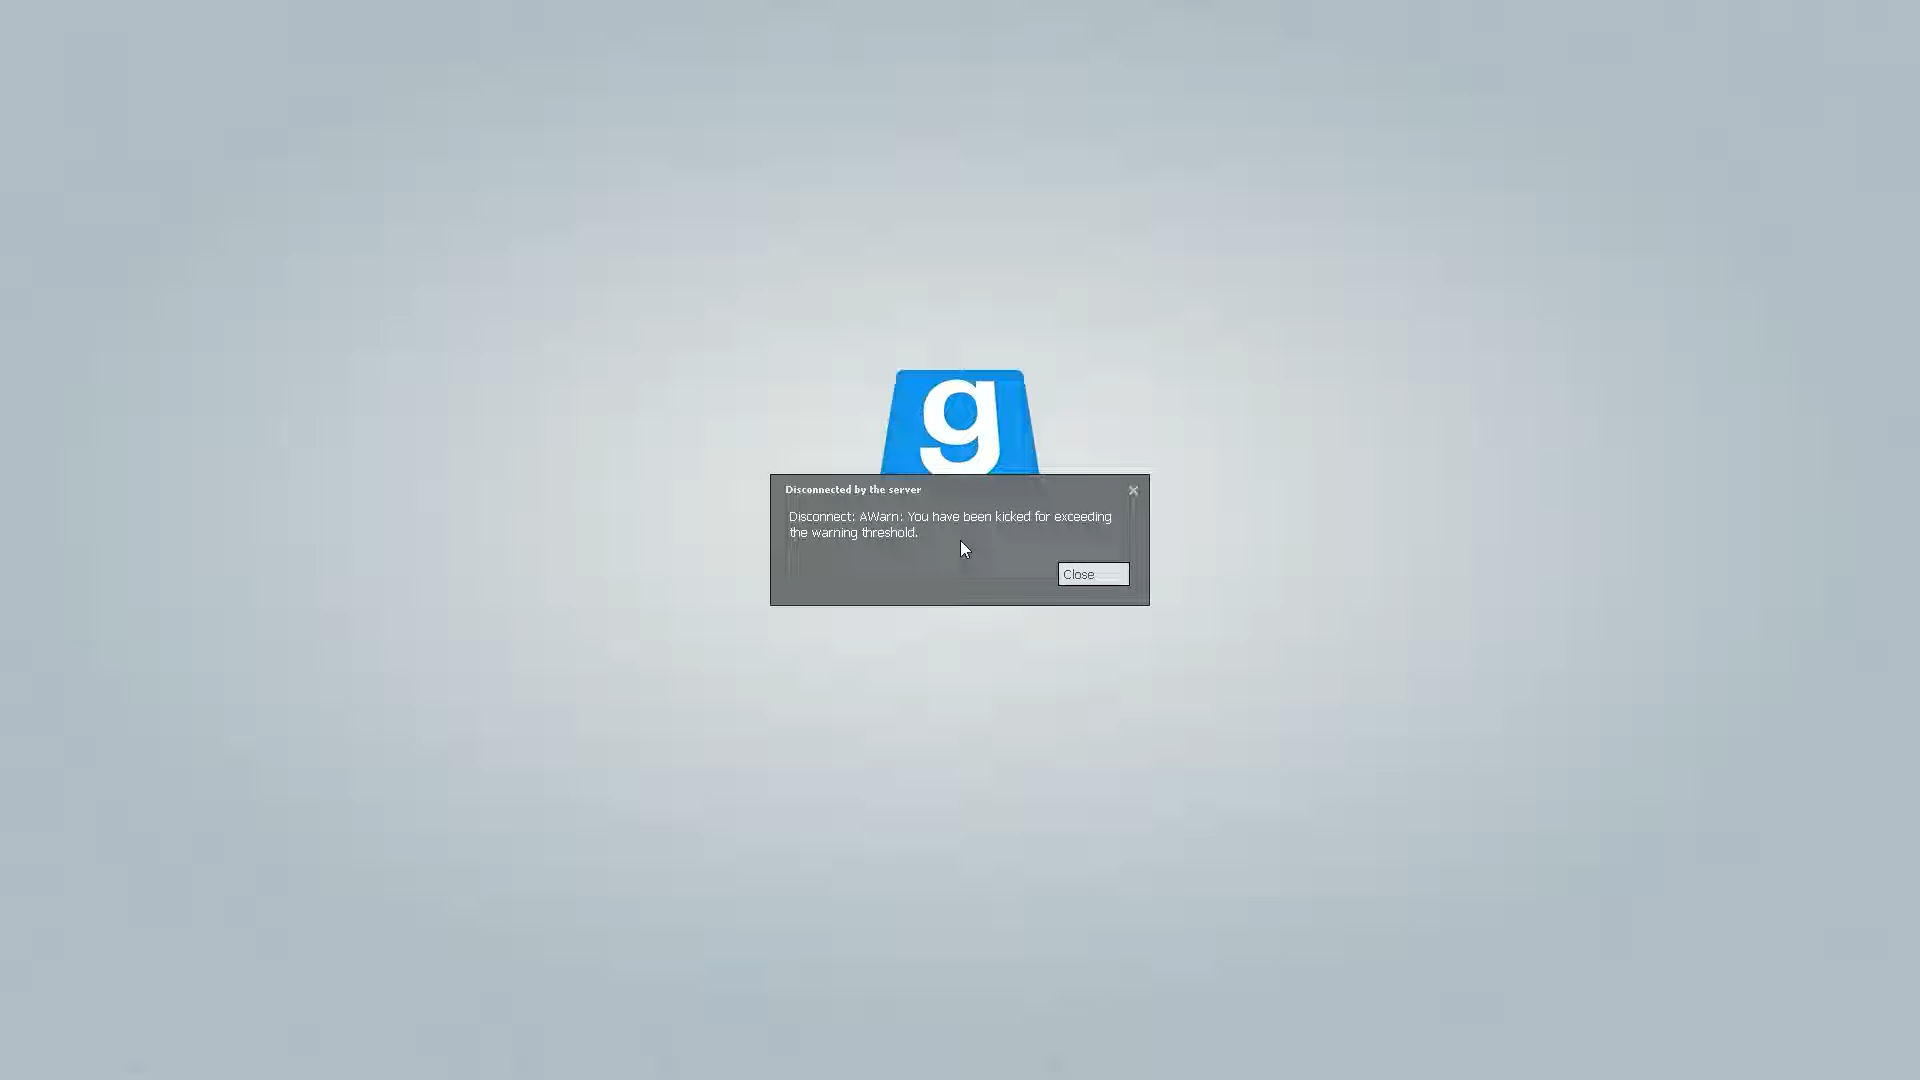 g
Disconnected by the server
Disconnect: AWarn: You have been kicked for exceeding
the warning threshold.
Close